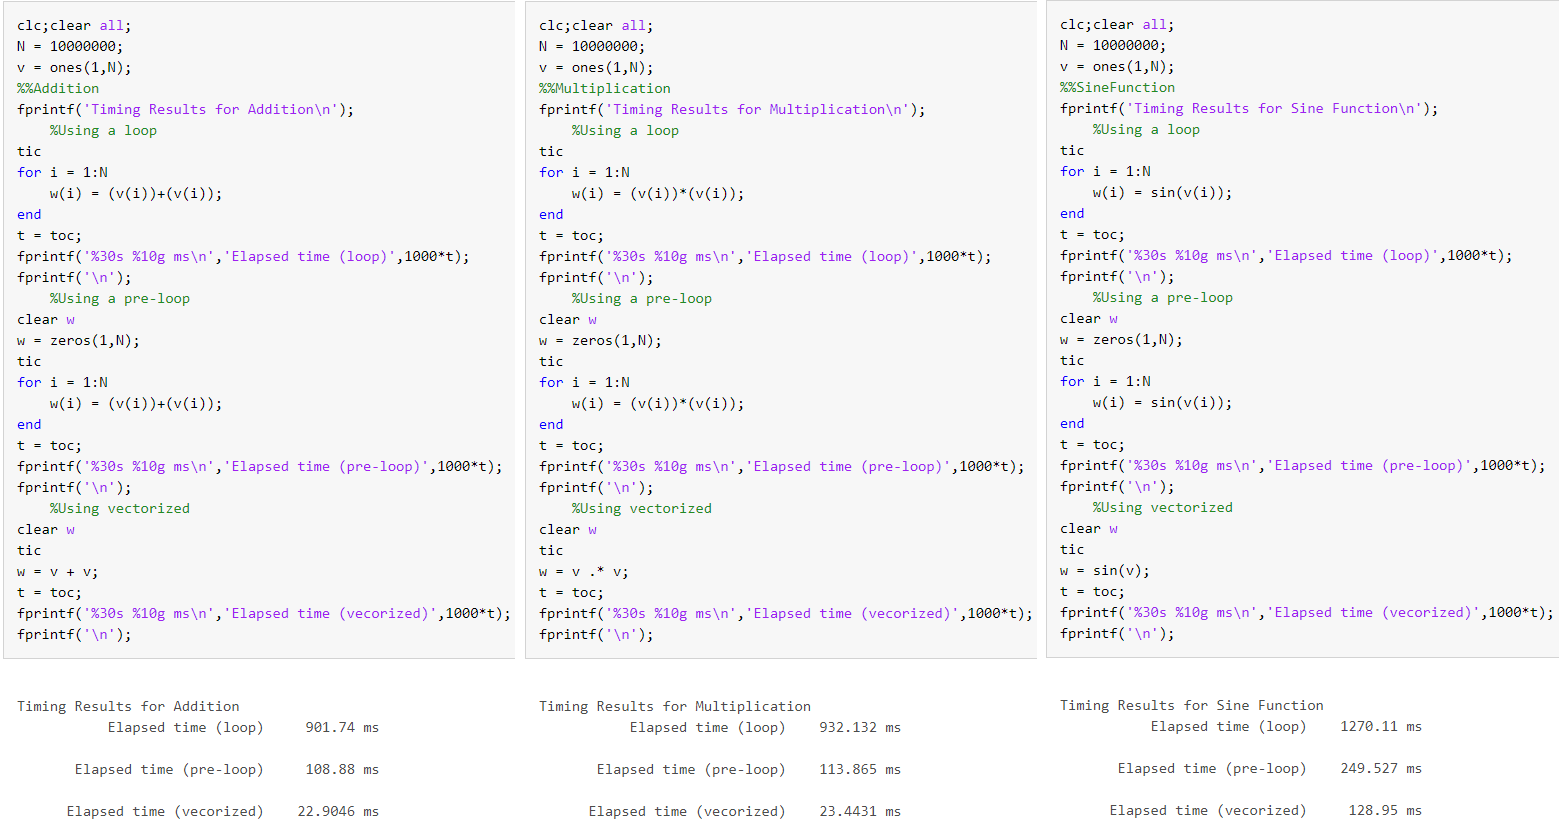 clc;clear all;
N = 10000000;
v = ones(1,N);
%%Addition
fprintf('Timing Results for Addition\n');
    %Using a loop
tic
for i = 1:N
    w(i) = (v(i))+(v(i));
end
t = toc;
fprintf('%30s %10g ms\n','Elapsed time (loop)',1000*t);
fprintf('\n');
    %Using a pre-loop
clear w
w = zeros(1,N);
tic
for i = 1:N
    w(i) = (v(i))+(v(i));
end
t = toc;
fprintf('%30s %10g ms\n','Elapsed time (pre-loop)',1000*t);
fprintf('\n');
    %Using vectorized
clear w
tic
w = v + v;
t = toc;
fprintf('%30s %10g ms\n','Elapsed time (vecorized)',1000*t);
fprintf('\n');
Timing Results for Addition
Elapsed time (loop)     901.74 ms
Elapsed time (pre-loop)     108.88 ms
Elapsed time (vecorized)    22.9046 ms
clc;clear all;
N = 10000000;
v = ones(1,N);
%%Multiplication
fprintf('Timing Results for Multiplication\n');
    %Using a loop
tic
for i = 1:N
    w(i) = (v(i))*(v(i));
end
t = toc;
fprintf('%30s %10g ms\n','Elapsed time (loop)',1000*t);
fprintf('\n');
    %Using a pre-loop
clear w
w = zeros(1,N);
tic
for i = 1:N
    w(i) = (v(i))*(v(i));
end
t = toc;
fprintf('%30s %10g ms\n','Elapsed time (pre-loop)',1000*t);
fprintf('\n');
    %Using vectorized
clear w
tic
w = v .* v;
t = toc;
fprintf('%30s %10g ms\n','Elapsed time (vecorized)',1000*t);
fprintf('\n');
Timing Results for Multiplication
Elapsed time (loop)    932.132 ms
Elapsed time (pre-loop)    113.865 ms
Elapsed time (vecorized)    23.4431 ms
clc;clear all;
N = 10000000;
v = ones(1,N);
%%SineFunction
fprintf('Timing Results for Sine Function\n');
    %Using a loop
tic
for i = 1:N
    w(i) = sin(v(i));
end
t = toc;
fprintf('%30s %10g ms\n','Elapsed time (loop)',1000*t);
fprintf('\n');
    %Using a pre-loop
clear w
w = zeros(1,N);
tic
for i = 1:N
    w(i) = sin(v(i));
end
t = toc;
fprintf('%30s %10g ms\n','Elapsed time (pre-loop)',1000*t);
fprintf('\n');
    %Using vectorized
clear w
tic
w = sin(v);
t = toc;
fprintf('%30s %10g ms\n','Elapsed time (vecorized)',1000*t);
fprintf('\n');
Timing Results for Sine Function
Elapsed time (loop)    1270.11 ms
Elapsed time (pre-loop)    249.527 ms
Elapsed time (vecorized)     128.95 ms